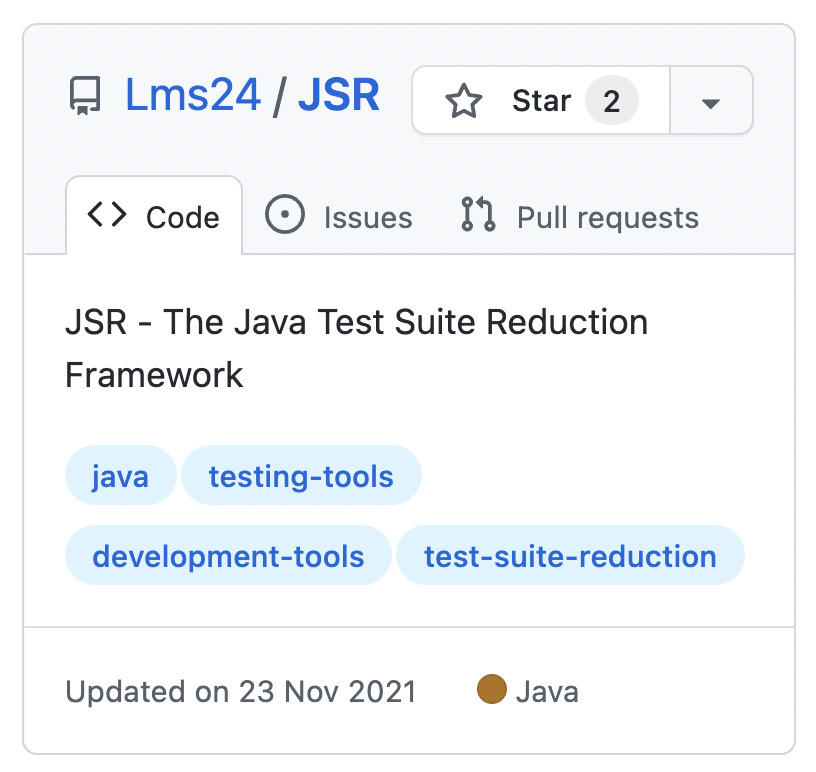 Lms24 / JSR Star 2
Code Issues Pull requests
JSR - The Java Test Suite Reduction
Framework
java testing-tools
development-tools test-suite-reduction
Updated on 23 Nov 2021 Java